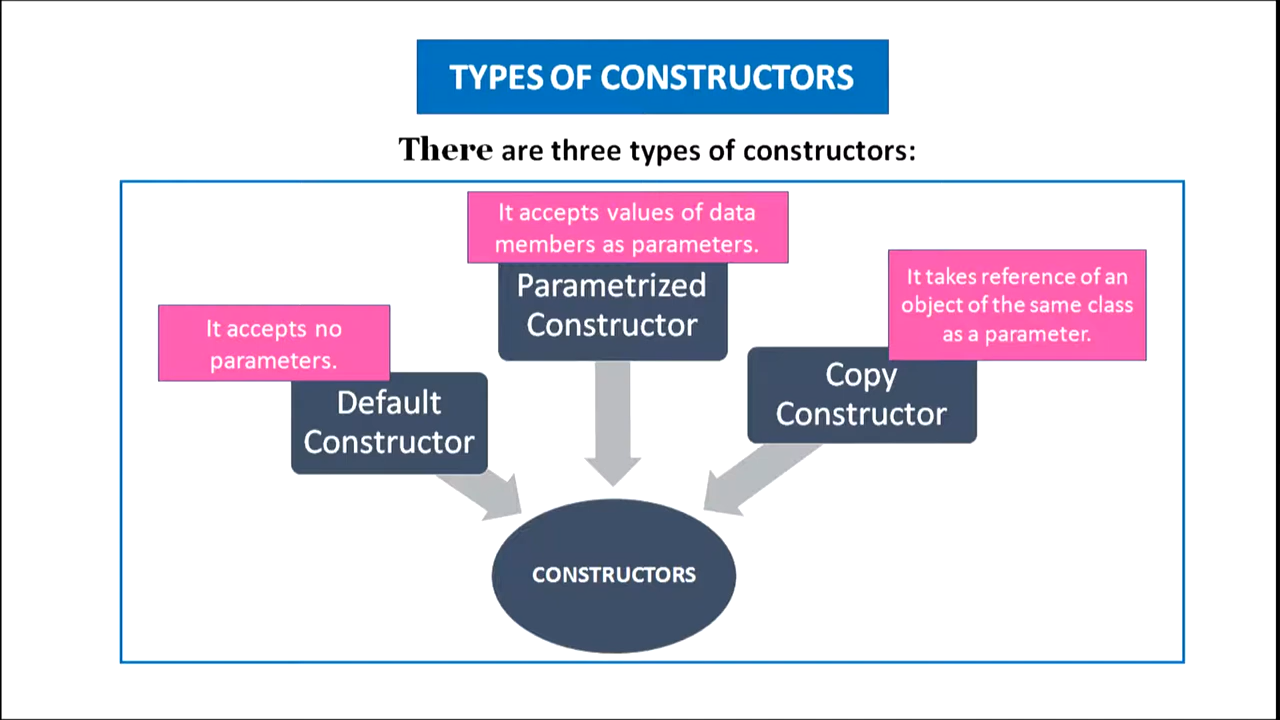 TYPES OF CONSTRUCTORS
There are three types of constructors:
It accepts values of data
members as parameters.
Parametrized
Constructor
It takes reference of an
object of the same class
as a parameter.
Copy
Constructor
It accepts no
parameters.
Default
Constructor
CONSTRUCTORS